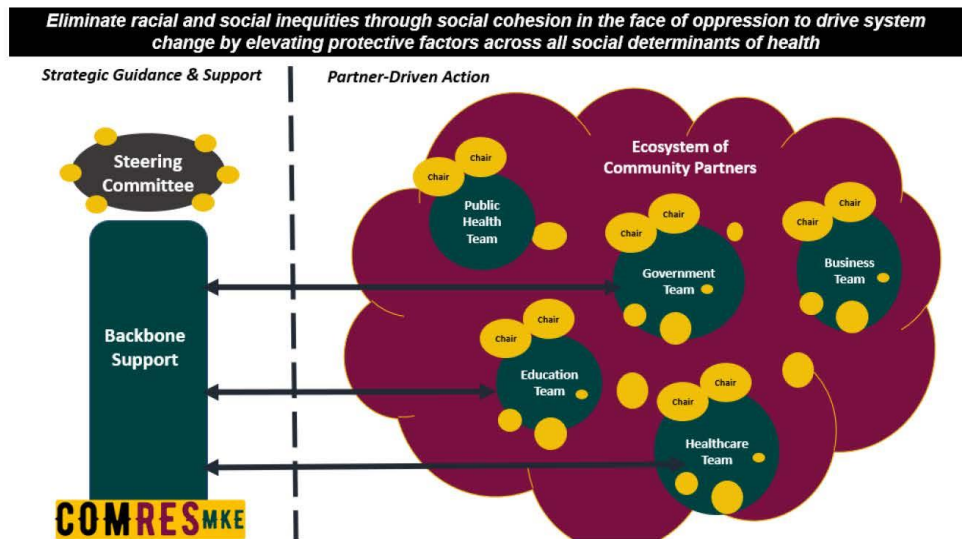 Eliminate racial and social inequities through social cohesion in the face of oppression to drive system
change by elevating protective factors across all social determinants of health
Strategic Guidance & Support
Partner-Driven Action
Steering
Committee
Backbone
Support
COMRESMKE
Ecosystem of
Community Partners
Chair
Chair
Public
Health
Team
Chair
Chair
Government
Team
Chair
Chair
Business
Team
Chair
Chair
Education
Team
Chair
Chair
Healthcare
Team